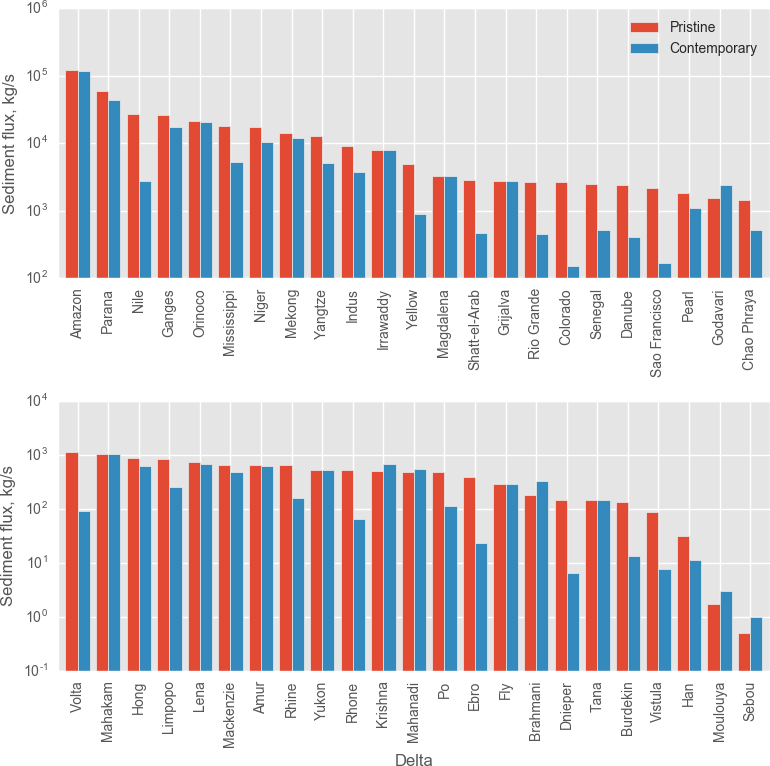 10^6
10^5
10^4
10^3
10^2
Sediment flux, kg/s
Pristine
Contemporary
Amazon
Parana
Nile
Ganges
Orinoco
Mississippi
Niger
Mekong
Yangtze
Indus
Irrawaddy
Yellow
Magdalena
Shatt-el-Arab
Grijalva
Rio Grande
Colorado
Senegal
Danube
Sao Francisco
Pearl
Godavari
Chao Phraya
10^4
10^3
10^2
10^1
10^0
10^-1
Sediment flux, kg/s
Volta
Mahakam
Hong
Limpopo
Lena
Mackenzie
Amur
Rhine
Yukon
Rhone
Krishna
Mahanadi
Po
Ebro
Fly
Brahmani
Dnieper
Tana
Burdekin
Vistula
Han
Moulouya
Sebou
Delta